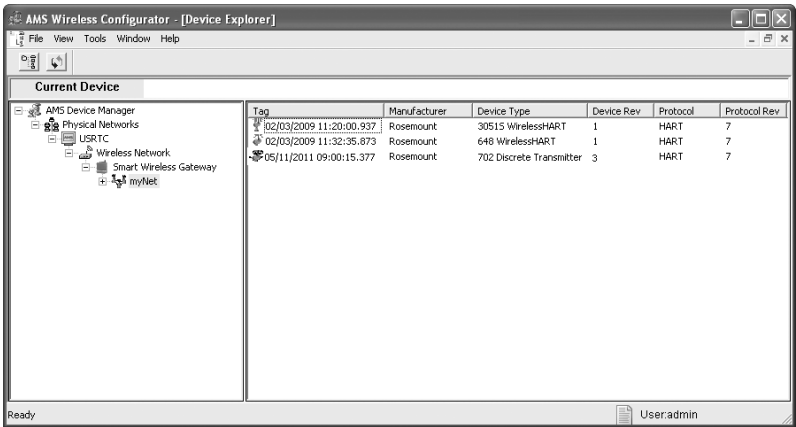 AMS Wireless Configurator - [Device Explorer]
File View Tools Window Help
Current Device
AMS Device Manager
Physical Networks
USRTC
Wireless Network
Smart Wireless Gateway
myNet
Tag Manufacturer Device Type Device Rev Protocol Protocol Rev
02/03/2009 11:20:00.937 Rosemount 3051S WirelessHART 1 HART 7
02/03/2009 11:32:35.873 Rosemount 648 WirelessHART 1 HART 7
05/11/2011 09:00:15.377 Rosemount 702 Discrete Transmitter 3 HART 7
Ready
User:admin